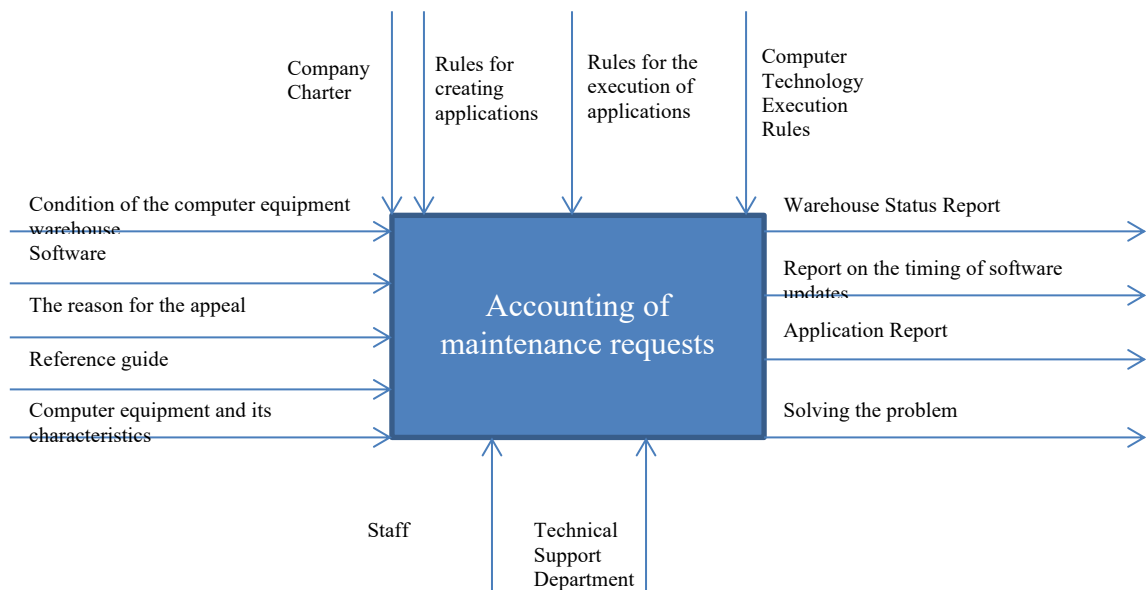 Company
Charter
Rules for
creating
applications
Rules for the
execution of
applications
Computer
Technology
Execution
Rules
Condition of the computer equipment
warehouse
Software
The reason for the appeal
Reference guide
Computer equipment and its
characteristics
Accounting of
maintenance requests
Warehouse Status Report
Report on the timing of software
updates
Application Report
Solving the problem
Staff
Technical
Support
Department